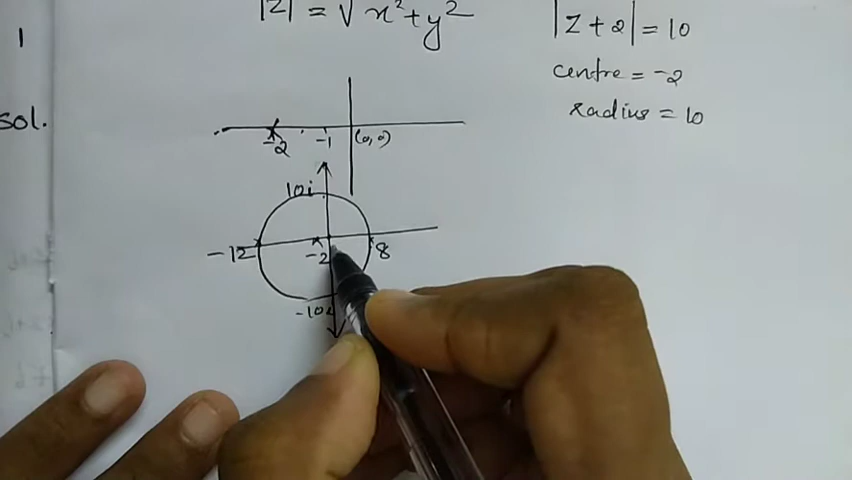 |z| = √x²+y²
|z+2| = 10
centre = -2
radius = 10
1
sol.
-2 -1 (0,0)
10i
-12 -2 8
-10i